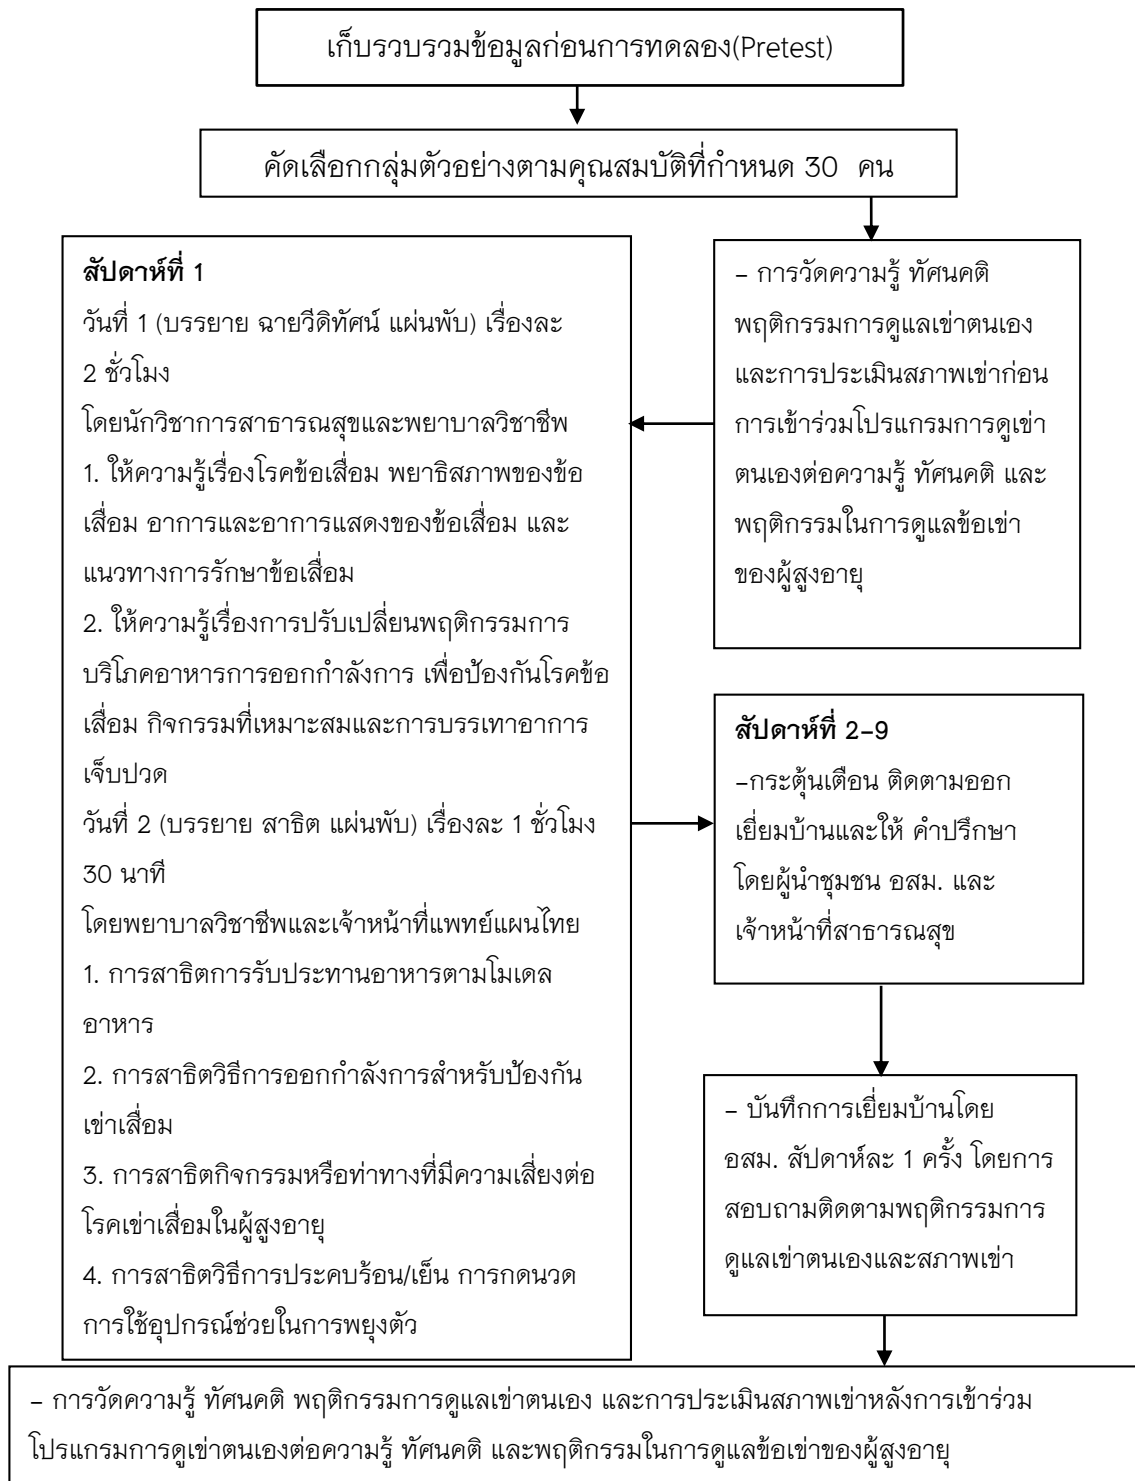 เก็บรวบรวมข้อมูลก่อนการทดลอง(Pretest)
คัดเลือกกลุ่มตัวอย่างตามคุณสมบัติที่กำหนด 30 คน
– การวัดความรู้ ทัศนคติ
พฤติกรรมการดูแลเข่าตนเอง
และการประเมินสภาพเข่าก่อน
การเข้าร่วมโปรแกรมการดูเข่า
ตนเองต่อความรู้ ทัศนคติ และ
พฤติกรรมในการดูแลข้อเข่า
ของผู้สูงอายุ
สัปดาห์ที่ 1
วันที่ 1 (บรรยาย ฉายวีดิทัศน์ แผ่นพับ) เรื่องละ
2 ชั่วโมง
โดยนักวิชาการสาธารณสุขและพยาบาลวิชาชีพ
1. ให้ความรู้เรื่องโรคข้อเสื่อม พยาธิสภาพของข้อ
เสื่อม อาการและอาการแสดงของข้อเสื่อม และ
แนวทางการรักษาข้อเสื่อม
2. ให้ความรู้เรื่องการปรับเปลี่ยนพฤติกรรมการ
บริโภคอาหารการออกกำลังการ เพื่อป้องกันโรคข้อ
เสื่อม กิจกรรมที่เหมาะสมและการบรรเทาอาการ
เจ็บปวด
วันที่ 2 (บรรยาย สาธิต แผ่นพับ) เรื่องละ 1 ชั่วโมง
30 นาที
โดยพยาบาลวิชาชีพและเจ้าหน้าที่แพทย์แผนไทย
1. การสาธิตการรับประทานอาหารตามโมเดล
อาหาร
2. การสาธิตวิธีการออกกำลังการสำหรับป้องกัน
เข่าเสื่อม
3. การสาธิตกิจกรรมหรือท่าทางที่มีความเสี่ยงต่อ
โรคเข่าเสื่อมในผู้สูงอายุ
4. การสาธิตวิธีการประคบร้อน/เย็น การกดนวด
การใช้อุปกรณ์ช่วยในการพยุงตัว
สัปดาห์ที่ 2–9
–กระตุ้นเตือน ติดตามออก
เยี่ยมบ้านและให้ คำปรึกษา
โดยผู้นำชุมชน อสม. และ
เจ้าหน้าที่สาธารณสุข
– บันทึกการเยี่ยมบ้านโดย
อสม. สัปดาห์ละ 1 ครั้ง โดยการ
สอบถามติดตามพฤติกรรมการ
ดูแลเข่าตนเองและสภาพเข่า
– การวัดความรู้ ทัศนคติ พฤติกรรมการดูแลเข่าตนเอง และการประเมินสภาพเข่าหลังการเข้าร่วม
โปรแกรมการดูเข่าตนเองต่อความรู้ ทัศนคติ และพฤติกรรมในการดูแลข้อเข่าของผู้สูงอายุ